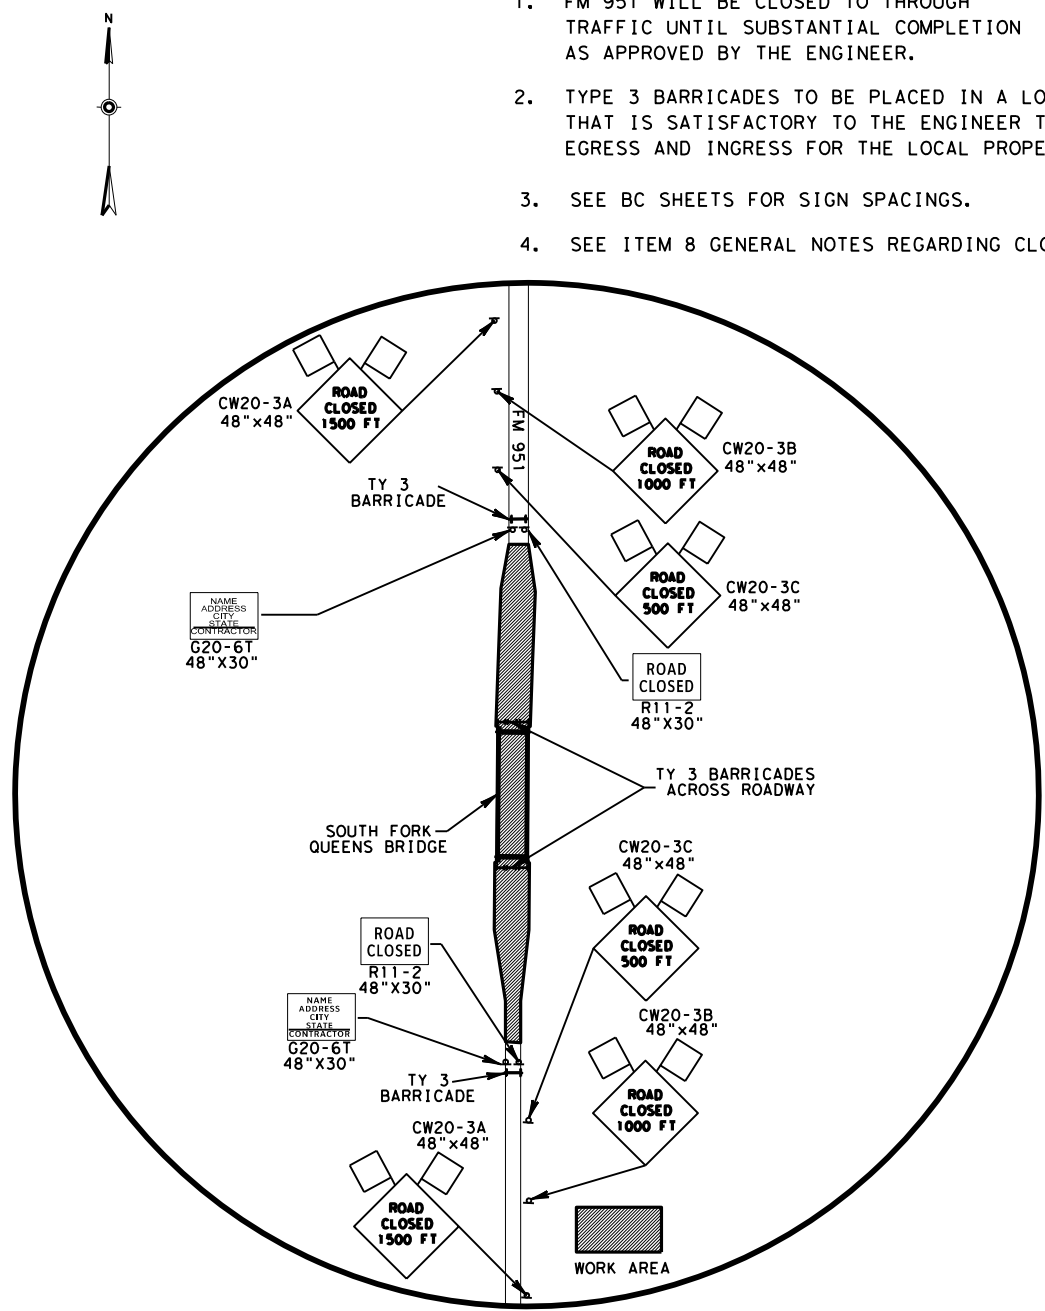 N
1. FM 951 WILL BE CLOSED TO THROUGH
TRAFFIC UNTIL SUBSTANTIAL COMPLETION
AS APPROVED BY THE ENGINEER.
2. TYPE 3 BARRICADES TO BE PLACED IN A LO
THAT IS SATISFACTORY TO THE ENGINEER T
EGRESS AND INGRESS FOR THE LOCAL PROPE
3. SEE BC SHEETS FOR SIGN SPACINGS.
4. SEE ITEM 8 GENERAL NOTES REGARDING CLO
CW20-3A
48"x48"
ROAD
CLOSED
1500 FT
FM 951
ROAD
CLOSED
1000 FT
CW20-3B
48"x48"
TY 3
BARRICADE
ROAD
CLOSED
500 FT
CW20-3C
48"x48"
NAME
ADDRESS
CITY
STATE
CONTRACTOR
G20-6T
48"X30"
ROAD
CLOSED
R11-2
48"X30"
TY 3 BARRICADES
ACROSS ROADWAY
SOUTH FORK
QUEENS BRIDGE
CW20-3C
48"x48"
ROAD
CLOSED
500 FT
ROAD
CLOSED
R11-2
48"X30"
NAME
ADDRESS
CITY
STATE
CONTRACTOR
G20-6T
48"X30"
CW20-3B
48"x48"
ROAD
CLOSED
1000 FT
TY 3
BARRICADE
CW20-3A
48"x48"
ROAD
CLOSED
1500 FT
WORK AREA